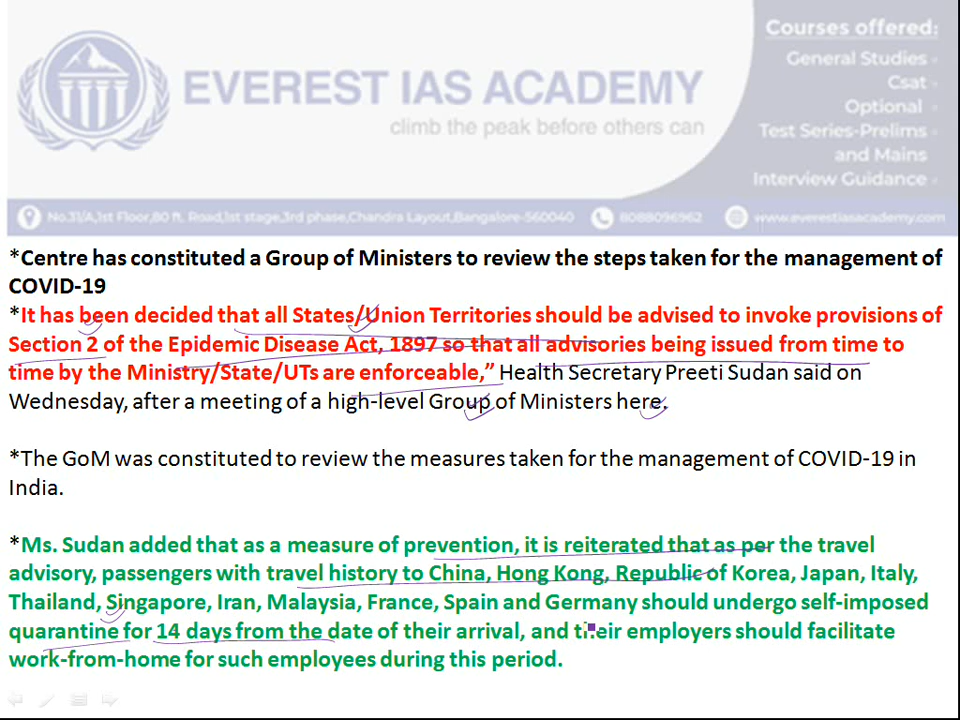 Courses offered:
General Studies
Csat
EVEREST IAS ACADEMY
Optional
climb the peak before others can
Test Series-Prelims
and Mains
Interview Guidance
No.31/A,1st Floor,80 ft. Road,1st stage,3rd phase,Chandra Layout,Bangalore-560040
8088096962
www.everestiasacademy.com
*Centre has constituted a Group of Ministers to review the steps taken for the management of
COVID-19
*It has been decided that all States/Union Territories should be advised to invoke provisions of
Section 2 of the Epidemic Disease Act, 1897 so that all advisories being issued from time to
time by the Ministry/State/UTs are enforceable,” Health Secretary Preeti Sudan said on
Wednesday, after a meeting of a high-level Group of Ministers here.
*The GoM was constituted to review the measures taken for the management of COVID-19 in
India.
*Ms. Sudan added that as a measure of prevention, it is reiterated that as per the travel
advisory, passengers with travel history to China, Hong Kong, Republic of Korea, Japan, Italy,
Thailand, Singapore, Iran, Malaysia, France, Spain and Germany should undergo self-imposed
quarantine for 14 days from the date of their arrival, and their employers should facilitate
work-from-home for such employees during this period.